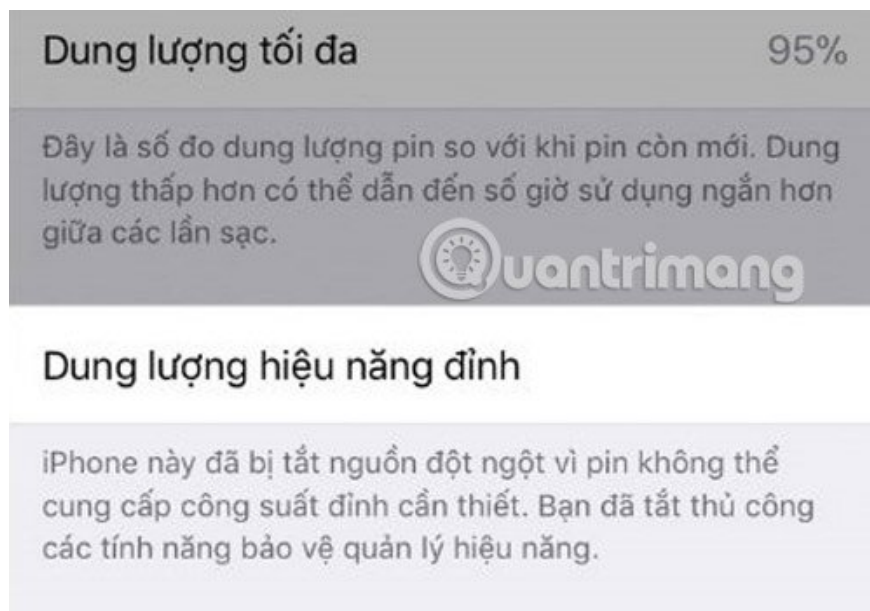 Dung lượng tối đa 95%
Đây là số đo dung lượng pin so với khi pin còn mới. Dung
lượng thấp hơn có thể dẫn đến số giờ sử dụng ngắn hơn
giữa các lần sạc.
Quantrimang
Dung lượng hiệu năng đỉnh
iPhone này đã bị tắt nguồn đột ngột vì pin không thể
cung cấp công suất đỉnh cần thiết. Bạn đã tắt thủ công
các tính năng bảo vệ quản lý hiệu năng.